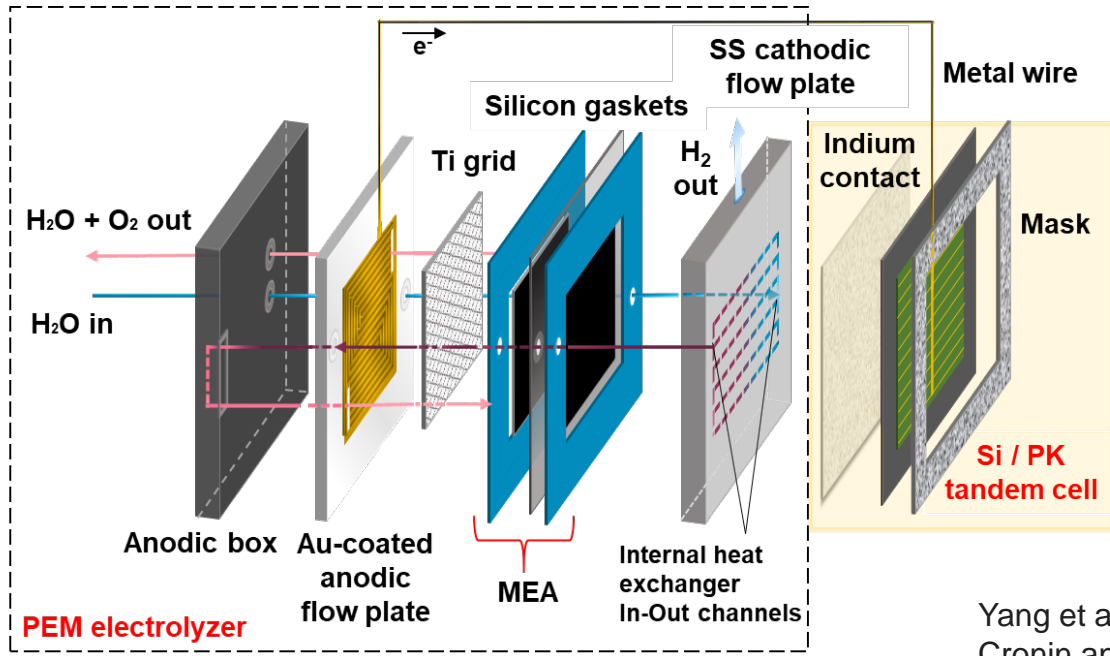 e-
SS cathodic
flow plate
Metal wire
Silicon gaskets
Indium
contact
Ti grid
H₂
out
Mask
H₂O + O₂ out
H₂O in
Si / PK
tandem cell
Anodic box
Au-coated
anodic
flow plate
MEA
Internal heat
exchanger
In-Out channels
PEM electrolyzer
Yang et a
Cronin an